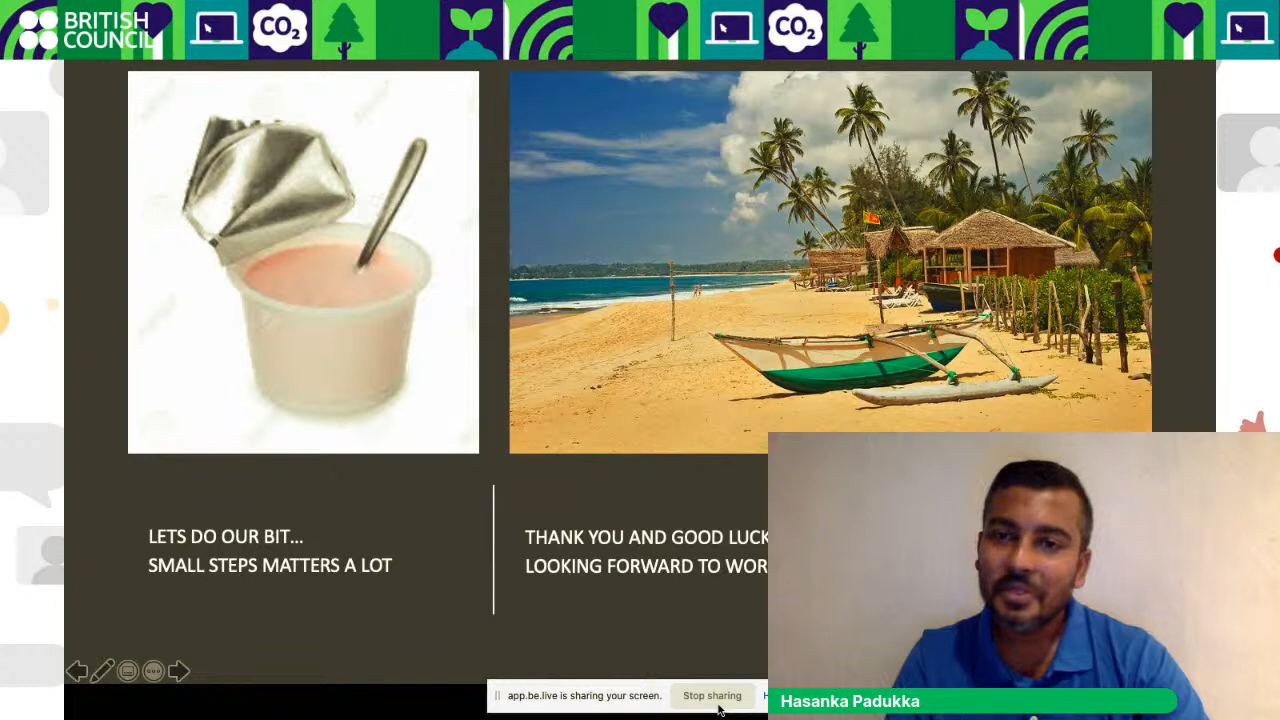 BRITISH
COUNCIL
CO₂
CO₂
LETS DO OUR BIT...
SMALL STEPS MATTERS A LOT
THANK YOU AND GOOD LUCK
LOOKING FORWARD TO WOR
app.be.live is sharing your screen.
Stop sharing
H
Hasanka Padukka